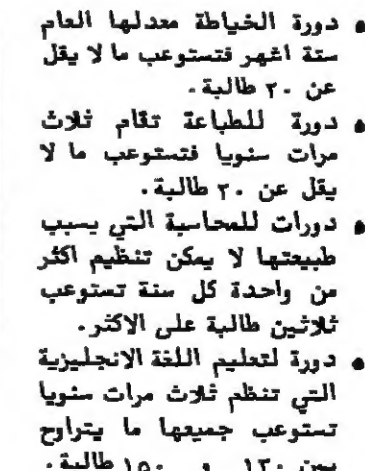 • دورة الخياطة معدلها العام
ستة اشهر فتستوعب ما لا يقل
عن ٢٠ طالبة.
• دورة للطباعة تقام ثلاث
مرات سنويا فتستوعب ما لا
يقل عن ٢٠ طالبة.
• دورات للمحاسبة التي يسبب
طبيعتها لا يمكن تنظيم اكثر
من واحدة كل سنة تستوعب
ثلاثين طالبة على الاكثر.
• دورة لتعليم اللغة الانجليزية
التي تنظم ثلاث مرات سنويا
تستوعب جميعها ما يتراوح
بين ١٣٠ و ١٥٠ طالبة.